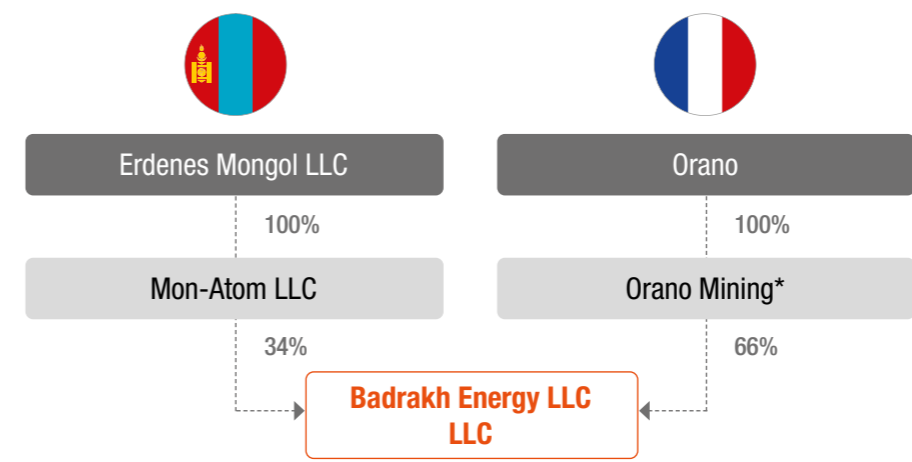 Erdenes Mongol LLC
Orano
100%
100%
Mon-Atom LLC
Orano Mining*
34%
66%
Badrakh Energy LLC
LLC